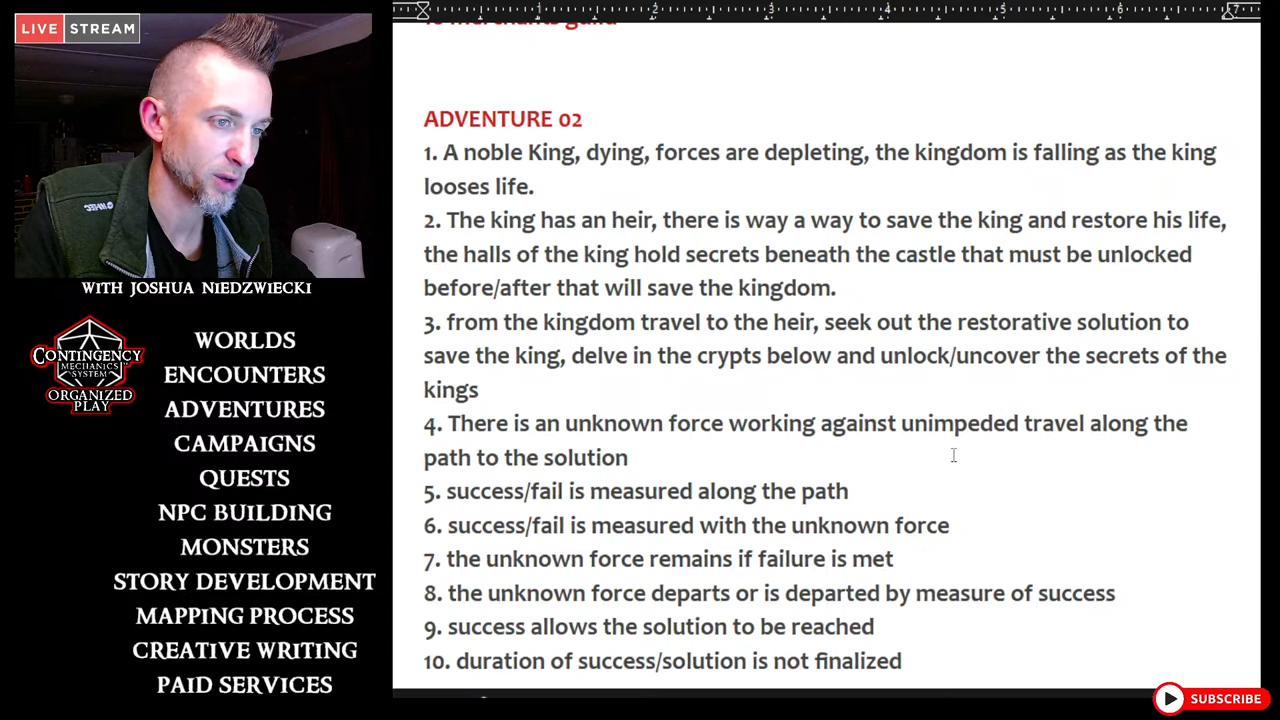 LIVE STREAM
WITH JOSHUA NIEDZWIECKI
CONTINGENCY
MECHANICS
SYSTEM
ORGANIZED
PLAY
WORLDS
ENCOUNTERS
ADVENTURES
CAMPAIGNS
QUESTS
NPC BUILDING
MONSTERS
STORY DEVELOPMENT
MAPPING PROCESS
CREATIVE WRITING
PAID SERVICES
1 2 3 4 5 6 7
merchants guild
ADVENTURE 02
1. A noble King, dying, forces are depleting, the kingdom is falling as the king
looses life.
2. The king has an heir, there is way a way to save the king and restore his life,
the halls of the king hold secrets beneath the castle that must be unlocked
before/after that will save the kingdom.
3. from the kingdom travel to the heir, seek out the restorative solution to
save the king, delve in the crypts below and unlock/uncover the secrets of the
kings
4. There is an unknown force working against unimpeded travel along the
path to the solution
5. success/fail is measured along the path
6. success/fail is measured with the unknown force
7. the unknown force remains if failure is met
8. the unknown force departs or is departed by measure of success
9. success allows the solution to be reached
10. duration of success/solution is not finalized
SUBSCRIBE